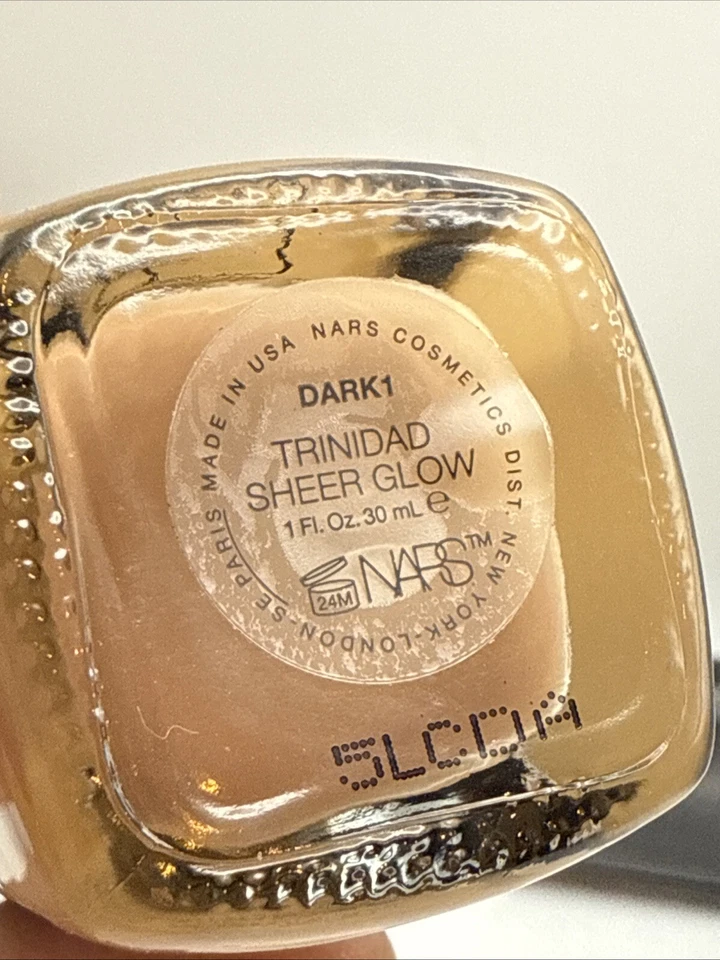 MADE IN USA NARS COSMETICS DIST. NEW YORK-LONDON-SE PARIS
DARK1
TRINIDAD
SHEER GLOW
1 Fl. Oz. 30 mL ℮
24M NARS™
5LCDA